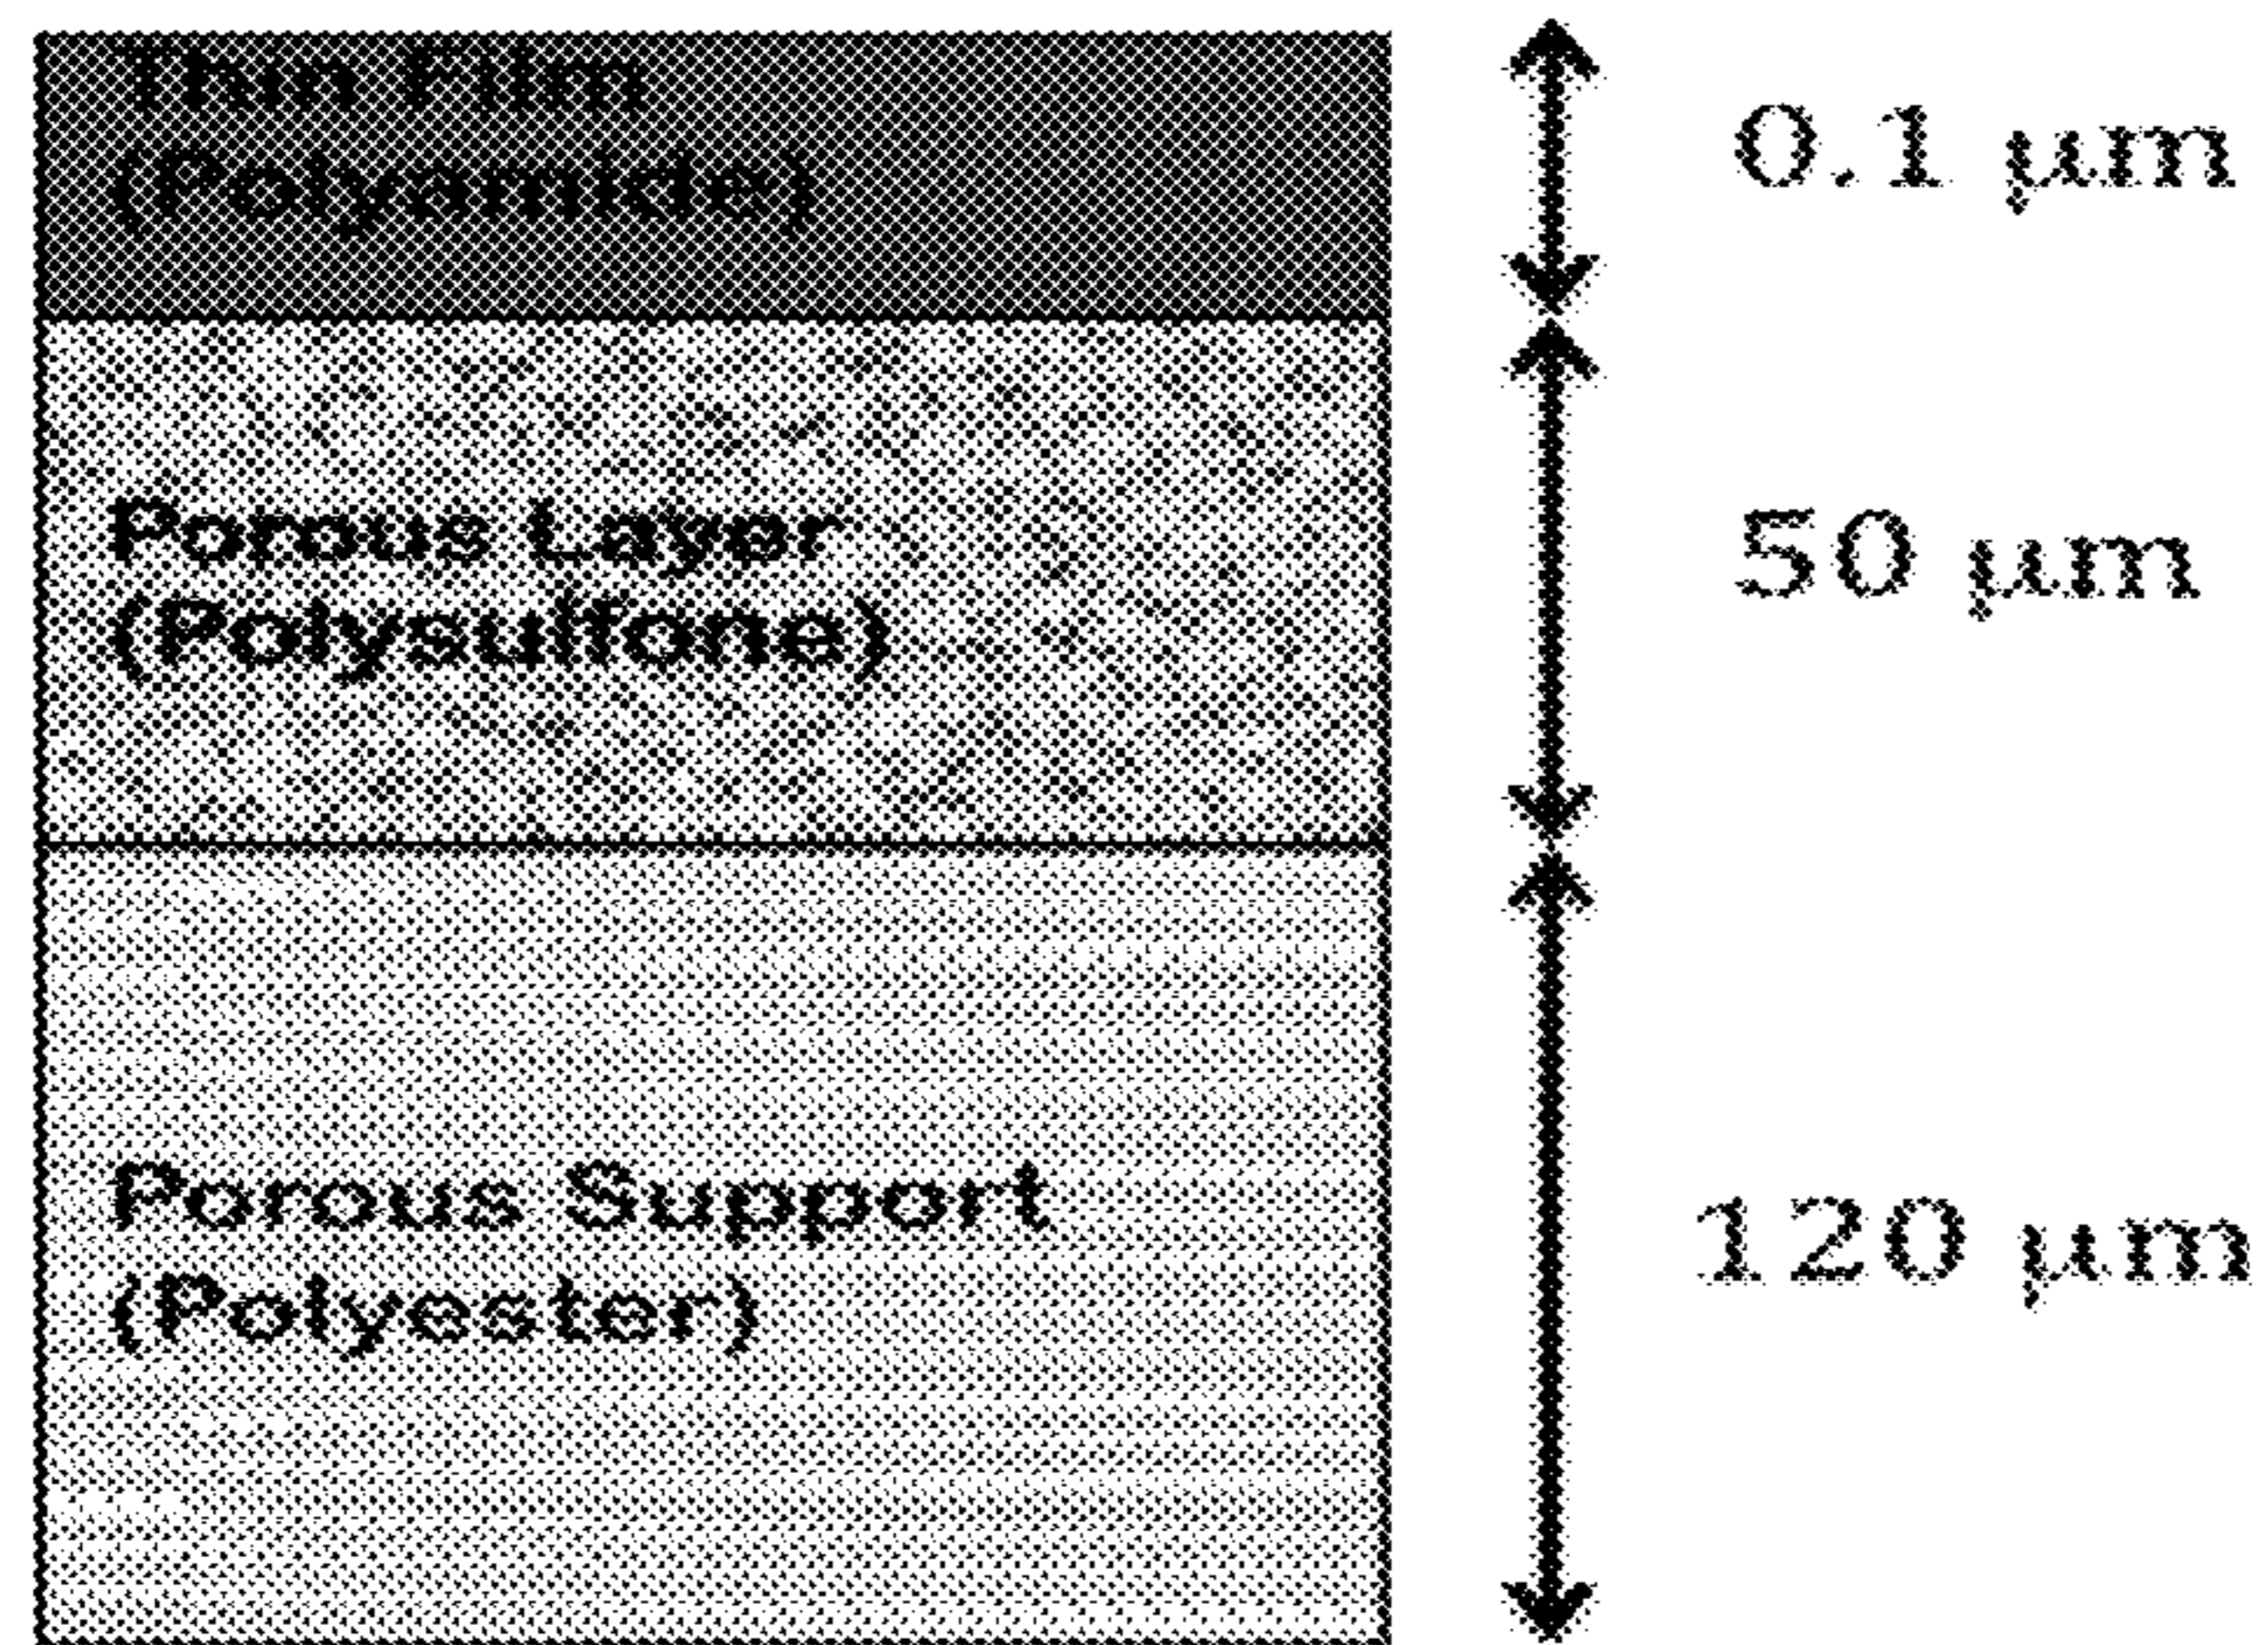 Thin Film
(Polyamide)
0.1 μm
Porous Layer
(Polysulfone)
50 μm
Porous Support
(Polyester)
120 μm